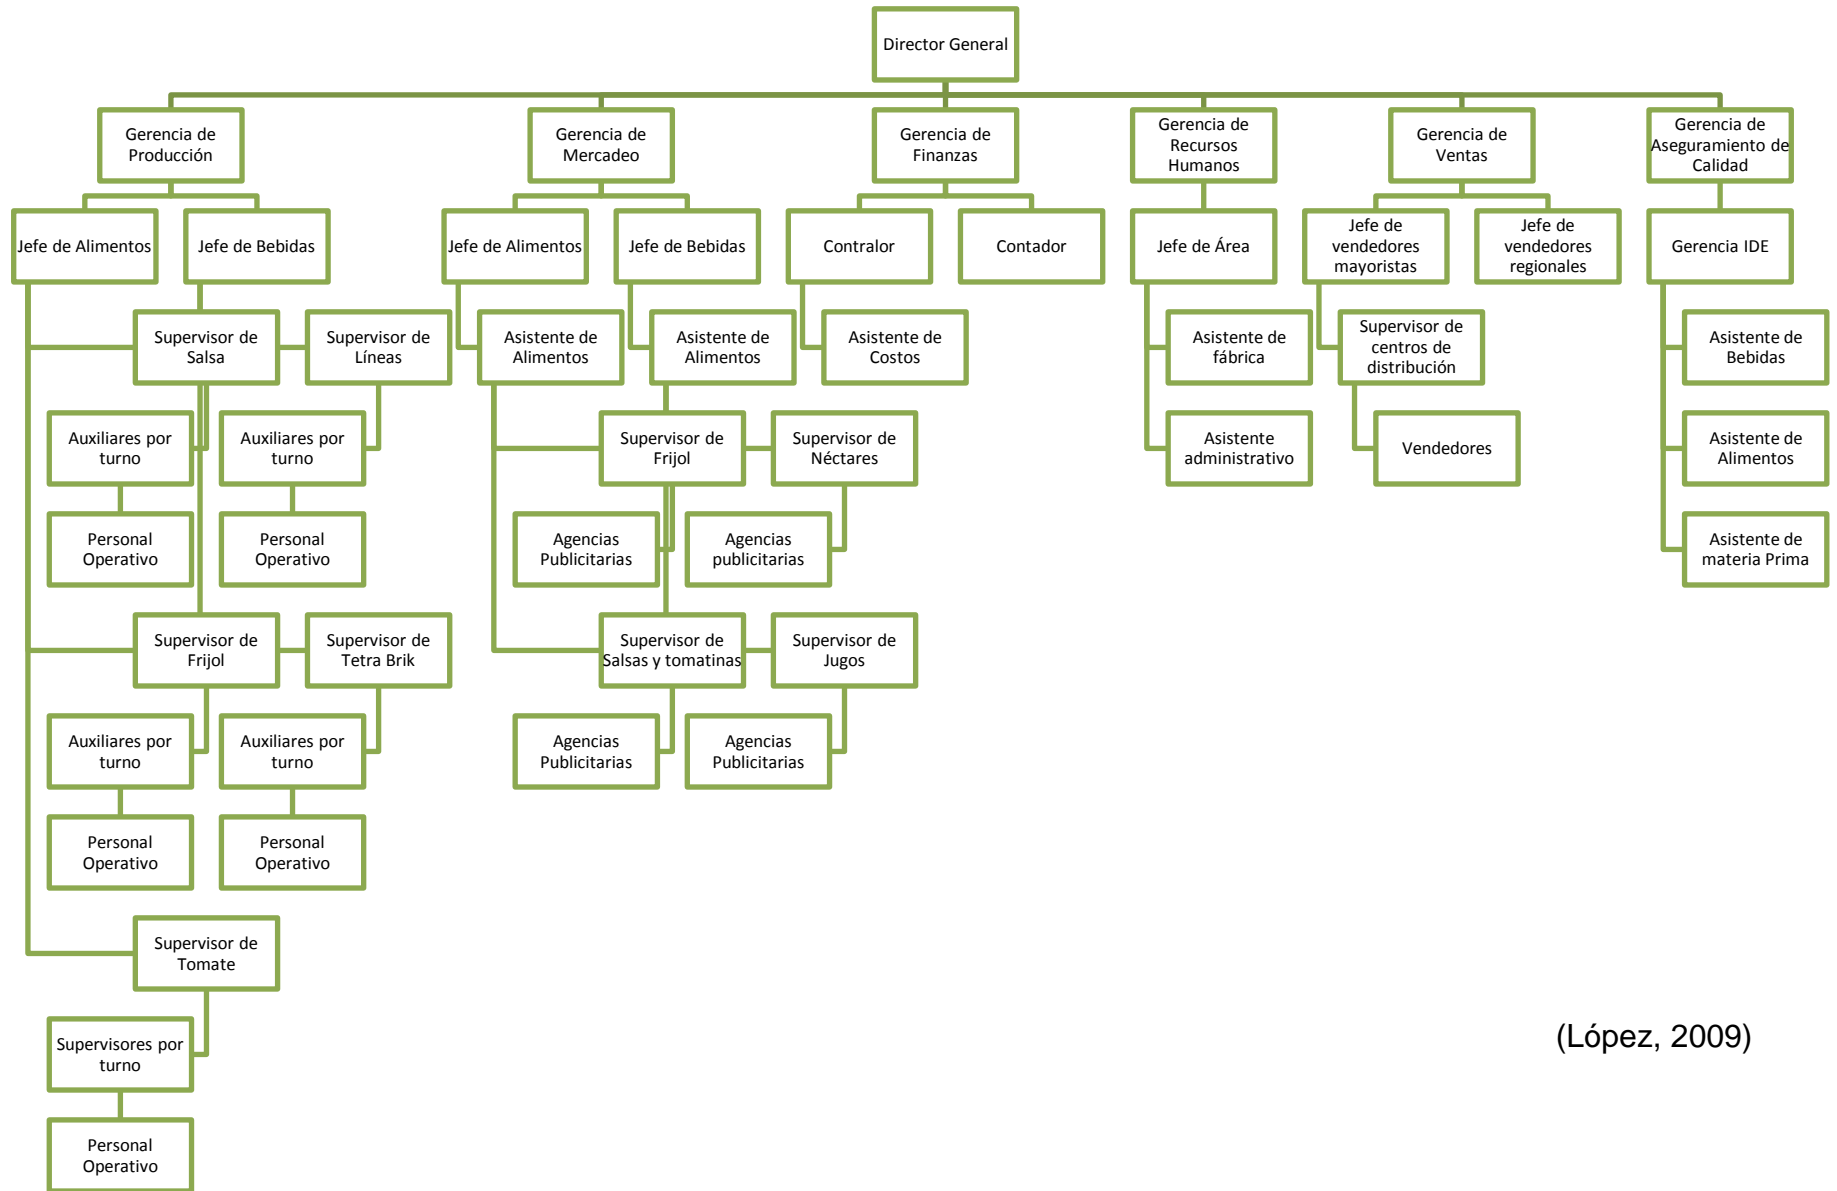 Director General
Gerencia de
Producción
Gerencia de
Mercadeo
Gerencia de
Finanzas
Gerencia de
Recursos
Humanos
Gerencia de
Ventas
Gerencia de
Aseguramiento de
Calidad
Jefe de Alimentos
Jefe de Bebidas
Jefe de Alimentos
Jefe de Bebidas
Contralor
Contador
Jefe de Área
Jefe de
vendedores
mayoristas
Jefe de
vendedores
regionales
Gerencia IDE
Supervisor de
Salsa
Supervisor de
Líneas
Asistente de
Alimentos
Asistente de
Alimentos
Asistente de
Costos
Asistente de
fábrica
Supervisor de
centros de
distribución
Asistente de
Bebidas
Auxiliares por
turno
Auxiliares por
turno
Supervisor de
Frijol
Supervisor de
Néctares
Asistente
administrativo
Vendedores
Asistente de
Alimentos
Personal
Operativo
Personal
Operativo
Agencias
Publicitarias
Agencias
publicitarias
Asistente de
materia Prima
Supervisor de
Frijol
Supervisor de
Tetra Brik
Supervisor de
Salsas y tomatinas
Supervisor de
Jugos
Auxiliares por
turno
Auxiliares por
turno
Agencias
Publicitarias
Agencias
Publicitarias
Personal
Operativo
Personal
Operativo
Supervisor de
Tomate
Supervisores por
turno
(López, 2009)
Personal
Operativo